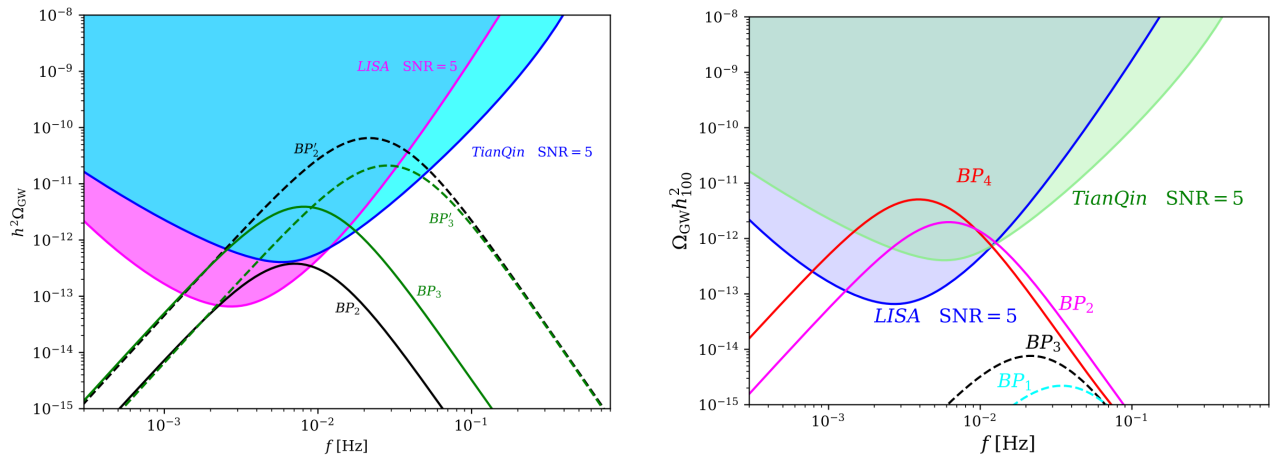 10⁻⁸
10⁻⁹
10⁻¹⁰
10⁻¹¹
10⁻¹²
10⁻¹³
10⁻¹⁴
10⁻¹⁵
h²Ω_GW
LISA SNR = 5
TianQin SNR = 5
BP′₂
BP′₃
BP₃
BP₂
10⁻³
10⁻²
10⁻¹
f [Hz]
10⁻⁸
10⁻⁹
10⁻¹⁰
10⁻¹¹
10⁻¹²
10⁻¹³
10⁻¹⁴
10⁻¹⁵
Ω_GW h²₁₀₀
BP₄
TianQin SNR = 5
LISA SNR = 5
BP₂
BP₃
BP₁
10⁻³
10⁻²
10⁻¹
f [Hz]